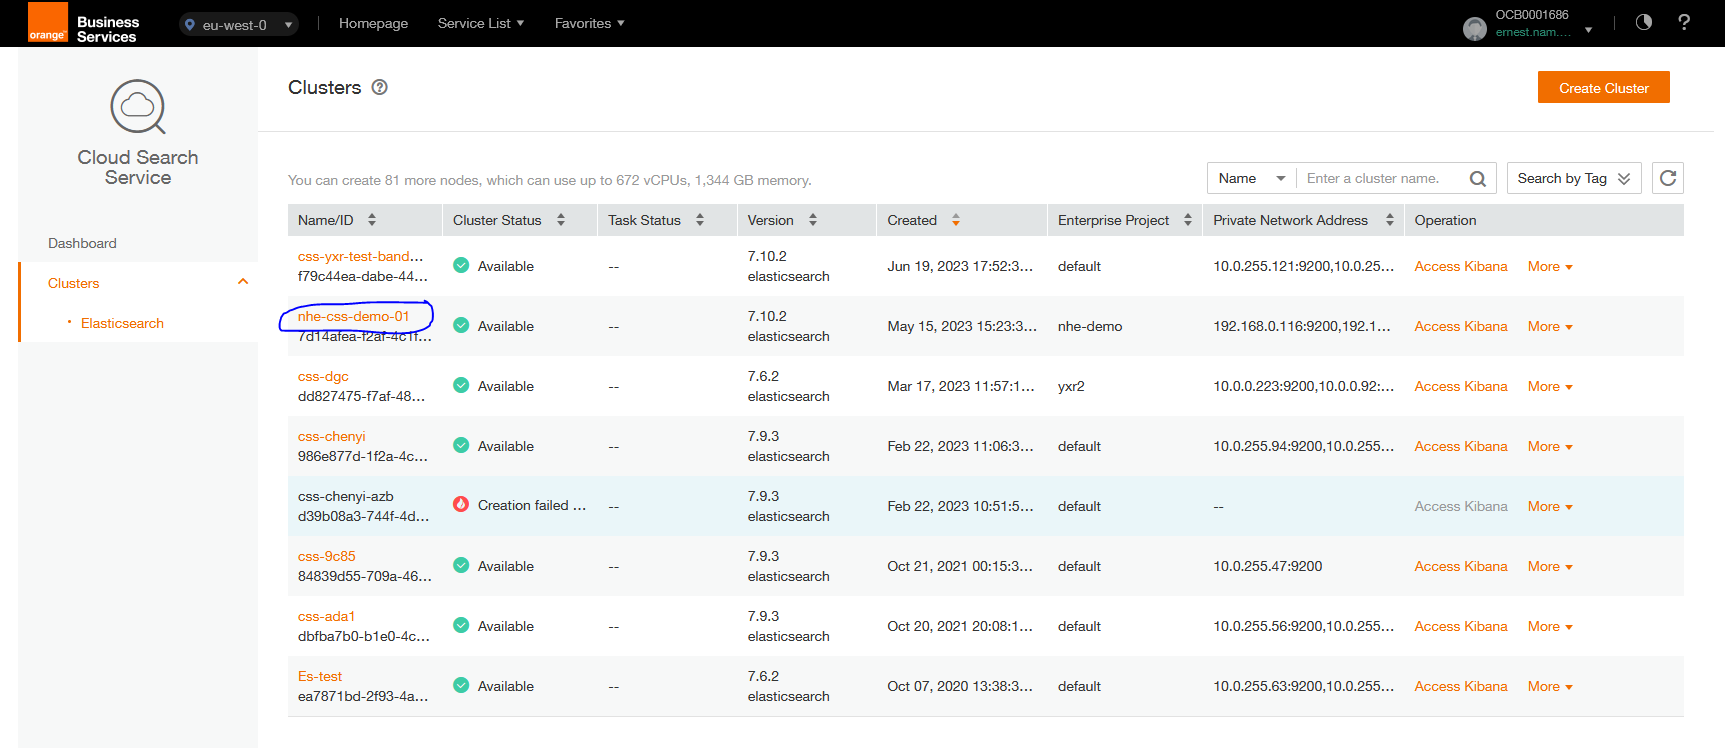 orange™ Business Services
eu-west-0
Homepage
Service List
Favorites
OCB0001686
ernest.nam....
?
Cloud Search
Service
Dashboard
Clusters
Elasticsearch
Clusters ?
Create Cluster
You can create 81 more nodes, which can use up to 672 vCPUs, 1,344 GB memory.
Name
Enter a cluster name.
Search by Tag
Name/ID Cluster Status Task Status Version Created Enterprise Project Private Network Address Operation
css-yxr-test-band...
f79c44ea-dabe-44...
Available
--
7.10.2
elasticsearch
Jun 19, 2023 17:52:3...
default
10.0.255.121:9200,10.0.25...
Access Kibana More
nhe-css-demo-01
7d14afea-f2af-4c1f...
Available
--
7.10.2
elasticsearch
May 15, 2023 15:23:3...
nhe-demo
192.168.0.116:9200,192.1...
Access Kibana More
css-dgc
dd827475-f7af-48...
Available
--
7.6.2
elasticsearch
Mar 17, 2023 11:57:1...
yxr2
10.0.0.223:9200,10.0.0.92:...
Access Kibana More
css-chenyi
986e877d-1f2a-4c...
Available
--
7.9.3
elasticsearch
Feb 22, 2023 11:06:3...
default
10.0.255.94:9200,10.0.255...
Access Kibana More
css-chenyi-azb
d39b08a3-744f-4d...
Creation failed ...
--
7.9.3
elasticsearch
Feb 22, 2023 10:51:5...
default
--
Access Kibana More
css-9c85
84839d55-709a-46...
Available
--
7.9.3
elasticsearch
Oct 21, 2021 00:15:3...
default
10.0.255.47:9200
Access Kibana More
css-ada1
dbfba7b0-b1e0-4c...
Available
--
7.9.3
elasticsearch
Oct 20, 2021 20:08:1...
default
10.0.255.56:9200,10.0.255...
Access Kibana More
Es-test
ea7871bd-2f93-4a...
Available
--
7.6.2
elasticsearch
Oct 07, 2020 13:38:3...
default
10.0.255.63:9200,10.0.255...
Access Kibana More